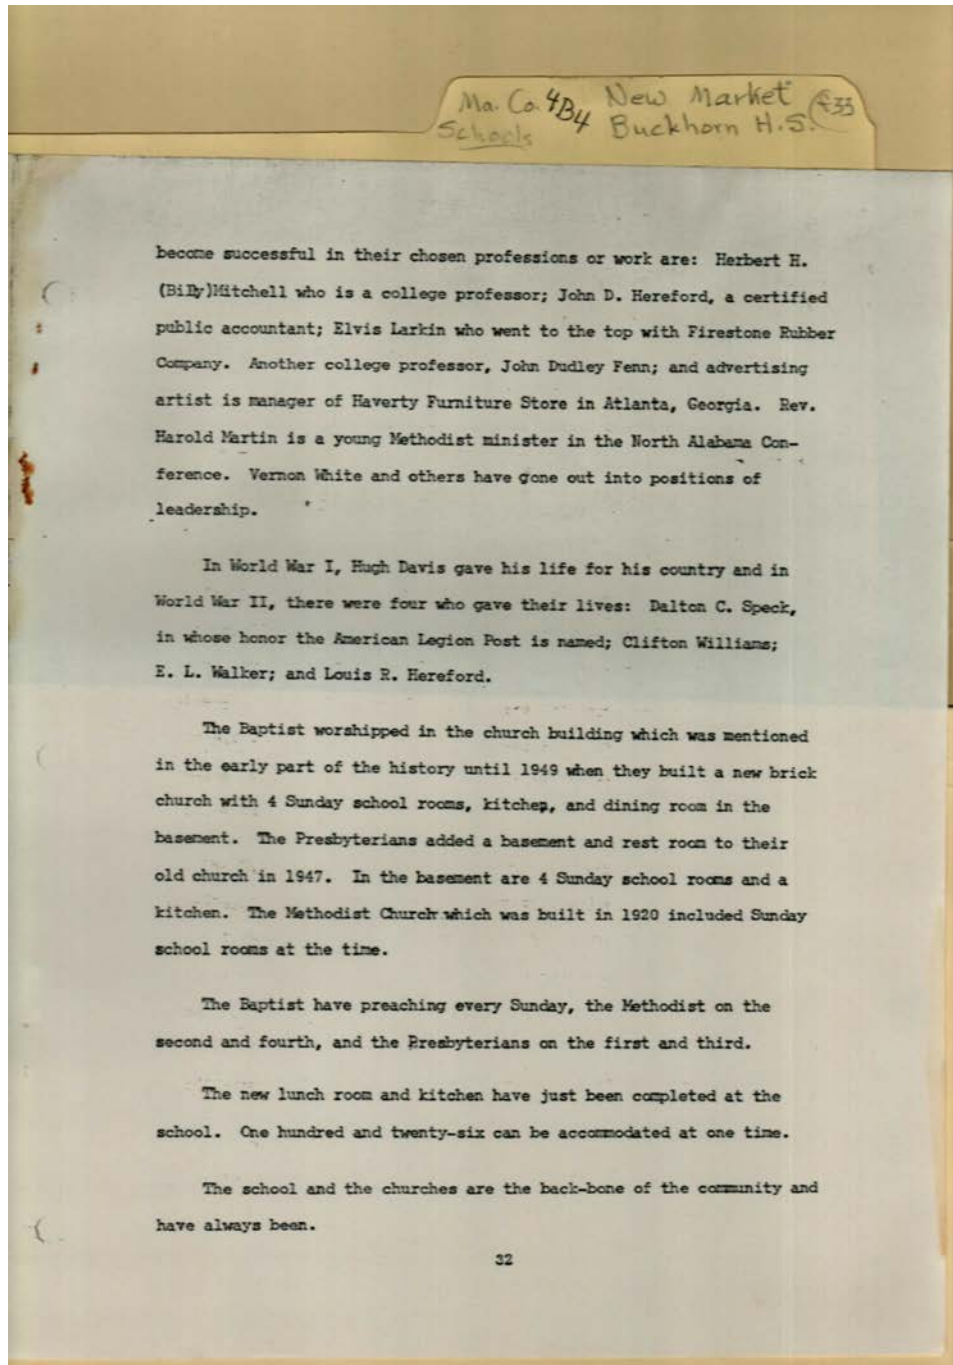 Ma. Co. 4B4 New Market F33
Schools Buckhorn H.S.
become successful in their chosen professions or work are: Herbert H.
(Billy)Mitchell who is a college professor; John D. Hereford, a certified
public accountant; Elvis Larkin who went to the top with Firestone Rubber
Company. Another college professor, John Dudley Fenn; and advertising
artist is manager of Haverty Furniture Store in Atlanta, Georgia. Rev.
Harold Martin is a young Methodist minister in the North Alabama Con-
ference. Vernon White and others have gone out into positions of
leadership.
In World War I, Hugh Davis gave his life for his country and in
World War II, there were four who gave their lives: Dalton C. Speck,
in whose honor the American Legion Post is named; Clifton Williams;
E. L. Walker; and Louis R. Hereford.
The Baptist worshipped in the church building which was mentioned
in the early part of the history until 1949 when they built a new brick
church with 4 Sunday school rooms, kitchen, and dining room in the
basement. The Presbyterians added a basement and rest room to their
old church in 1947. In the basement are 4 Sunday school rooms and a
kitchen. The Methodist Church which was built in 1920 included Sunday
school rooms at the time.
The Baptist have preaching every Sunday, the Methodist on the
second and fourth, and the Presbyterians on the first and third.
The new lunch room and kitchen have just been completed at the
school. One hundred and twenty-six can be accommodated at one time.
The school and the churches are the back-bone of the community and
have always been.
32